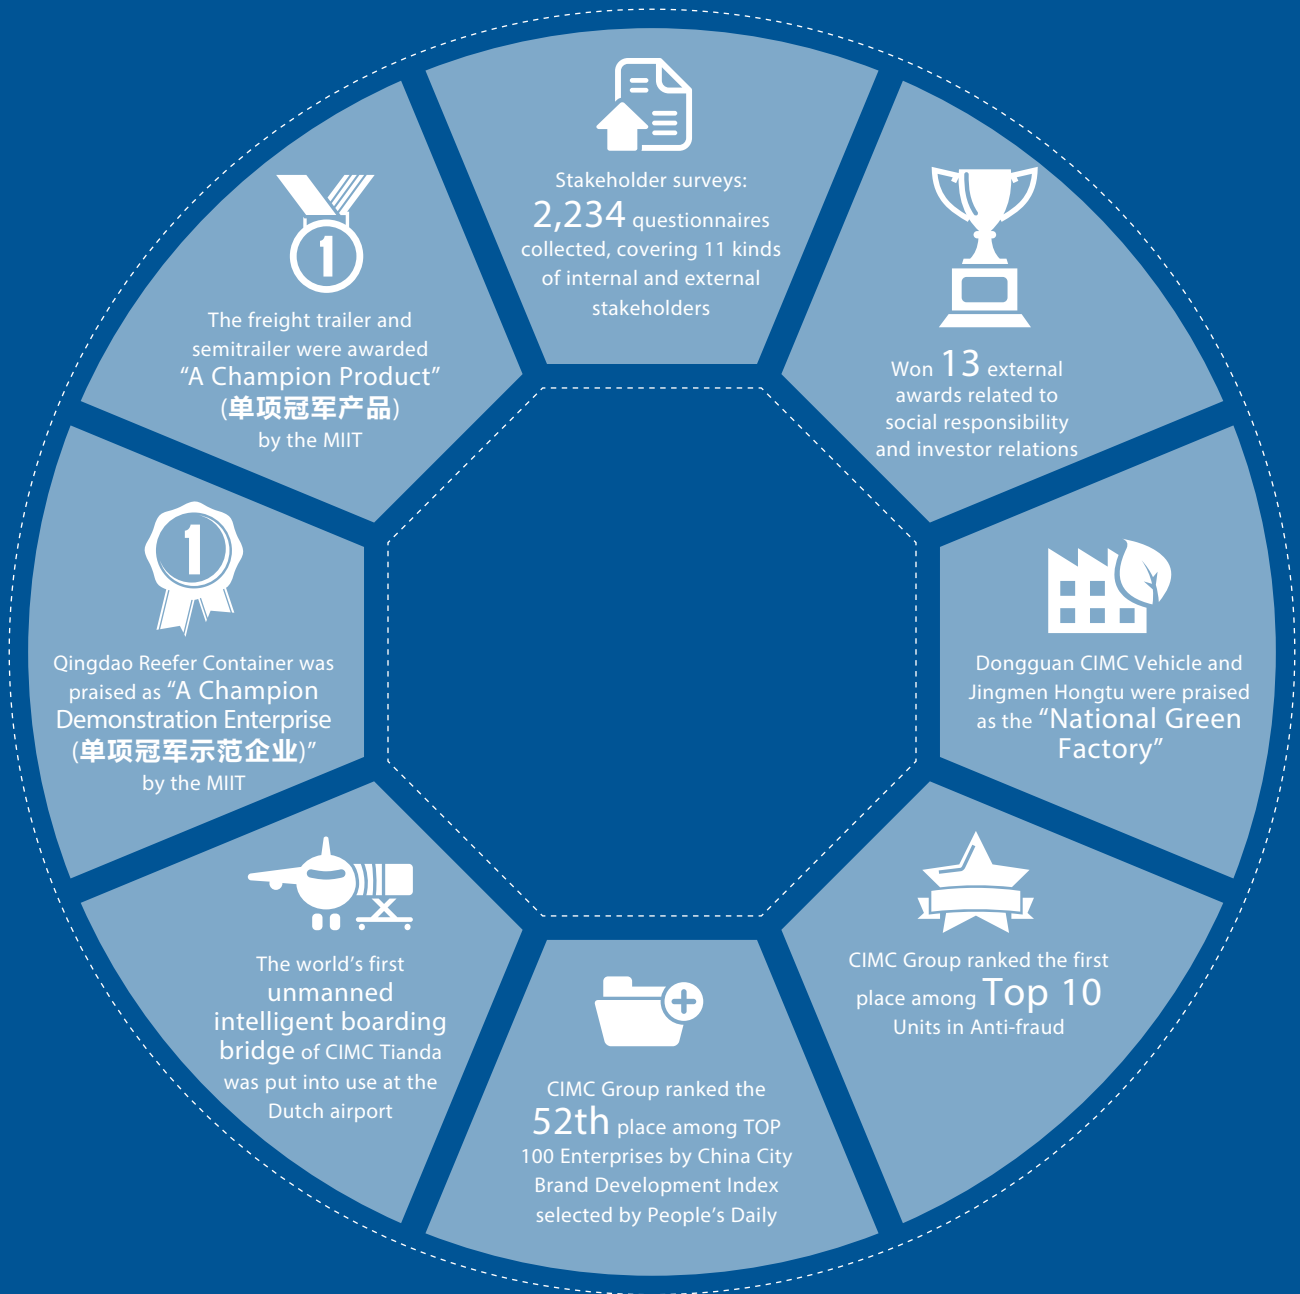 Stakeholder surveys:
2,234 questionnaires
collected, covering 11 kinds
of internal and external
stakeholders
Won 13 external
awards related to
social responsibility
and investor relations
Dongguan CIMC Vehicle and
Jingmen Hongtu were praised
as the “National Green
Factory”
CIMC Group ranked the first
place among Top 10
Units in Anti-fraud
CIMC Group ranked the
52th place among TOP
100 Enterprises by China City
Brand Development Index
selected by People’s Daily
The world’s first
unmanned
intelligent boarding
bridge of CIMC Tianda
was put into use at the
Dutch airport
1
Qingdao Reefer Container was
praised as “A Champion
Demonstration Enterprise
(单项冠军示范企业)”
by the MIIT
1
The freight trailer and
semitrailer were awarded
“A Champion Product”
(单项冠军产品)
by the MIIT